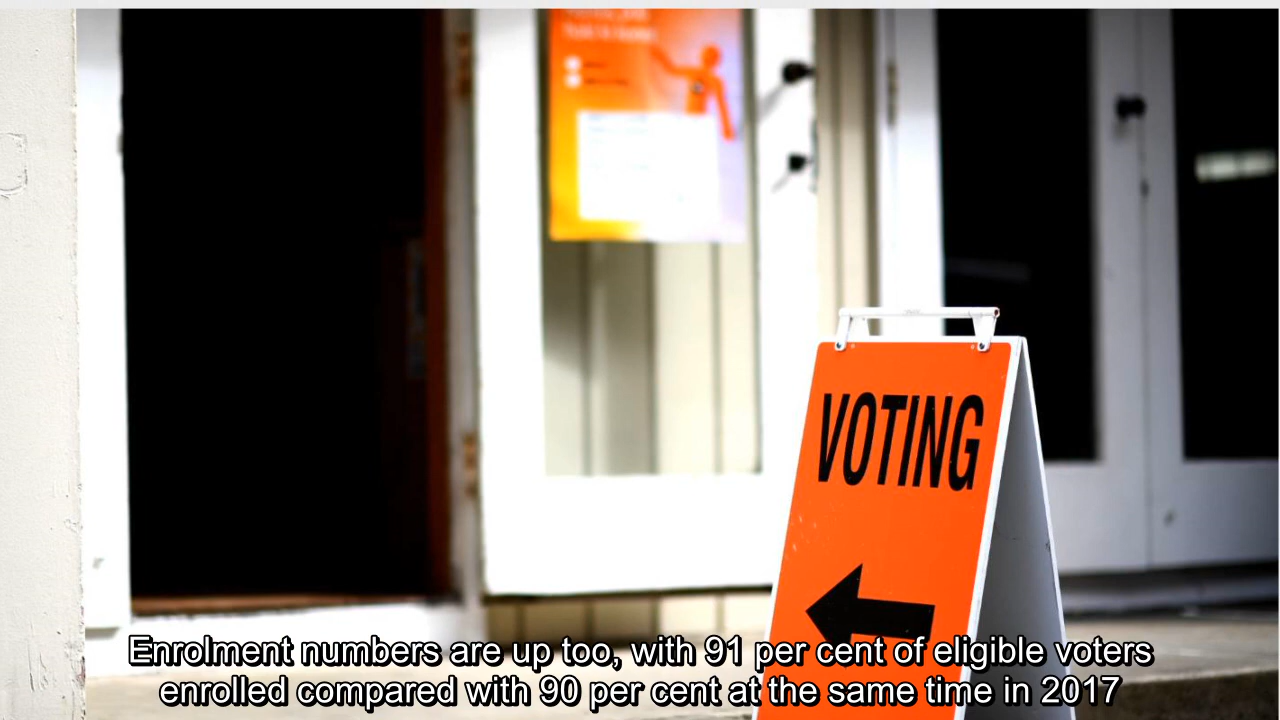 VOTING
Enrolment numbers are up too, with 91 per cent of eligible voters
enrolled compared with 90 per cent at the same time in 2017